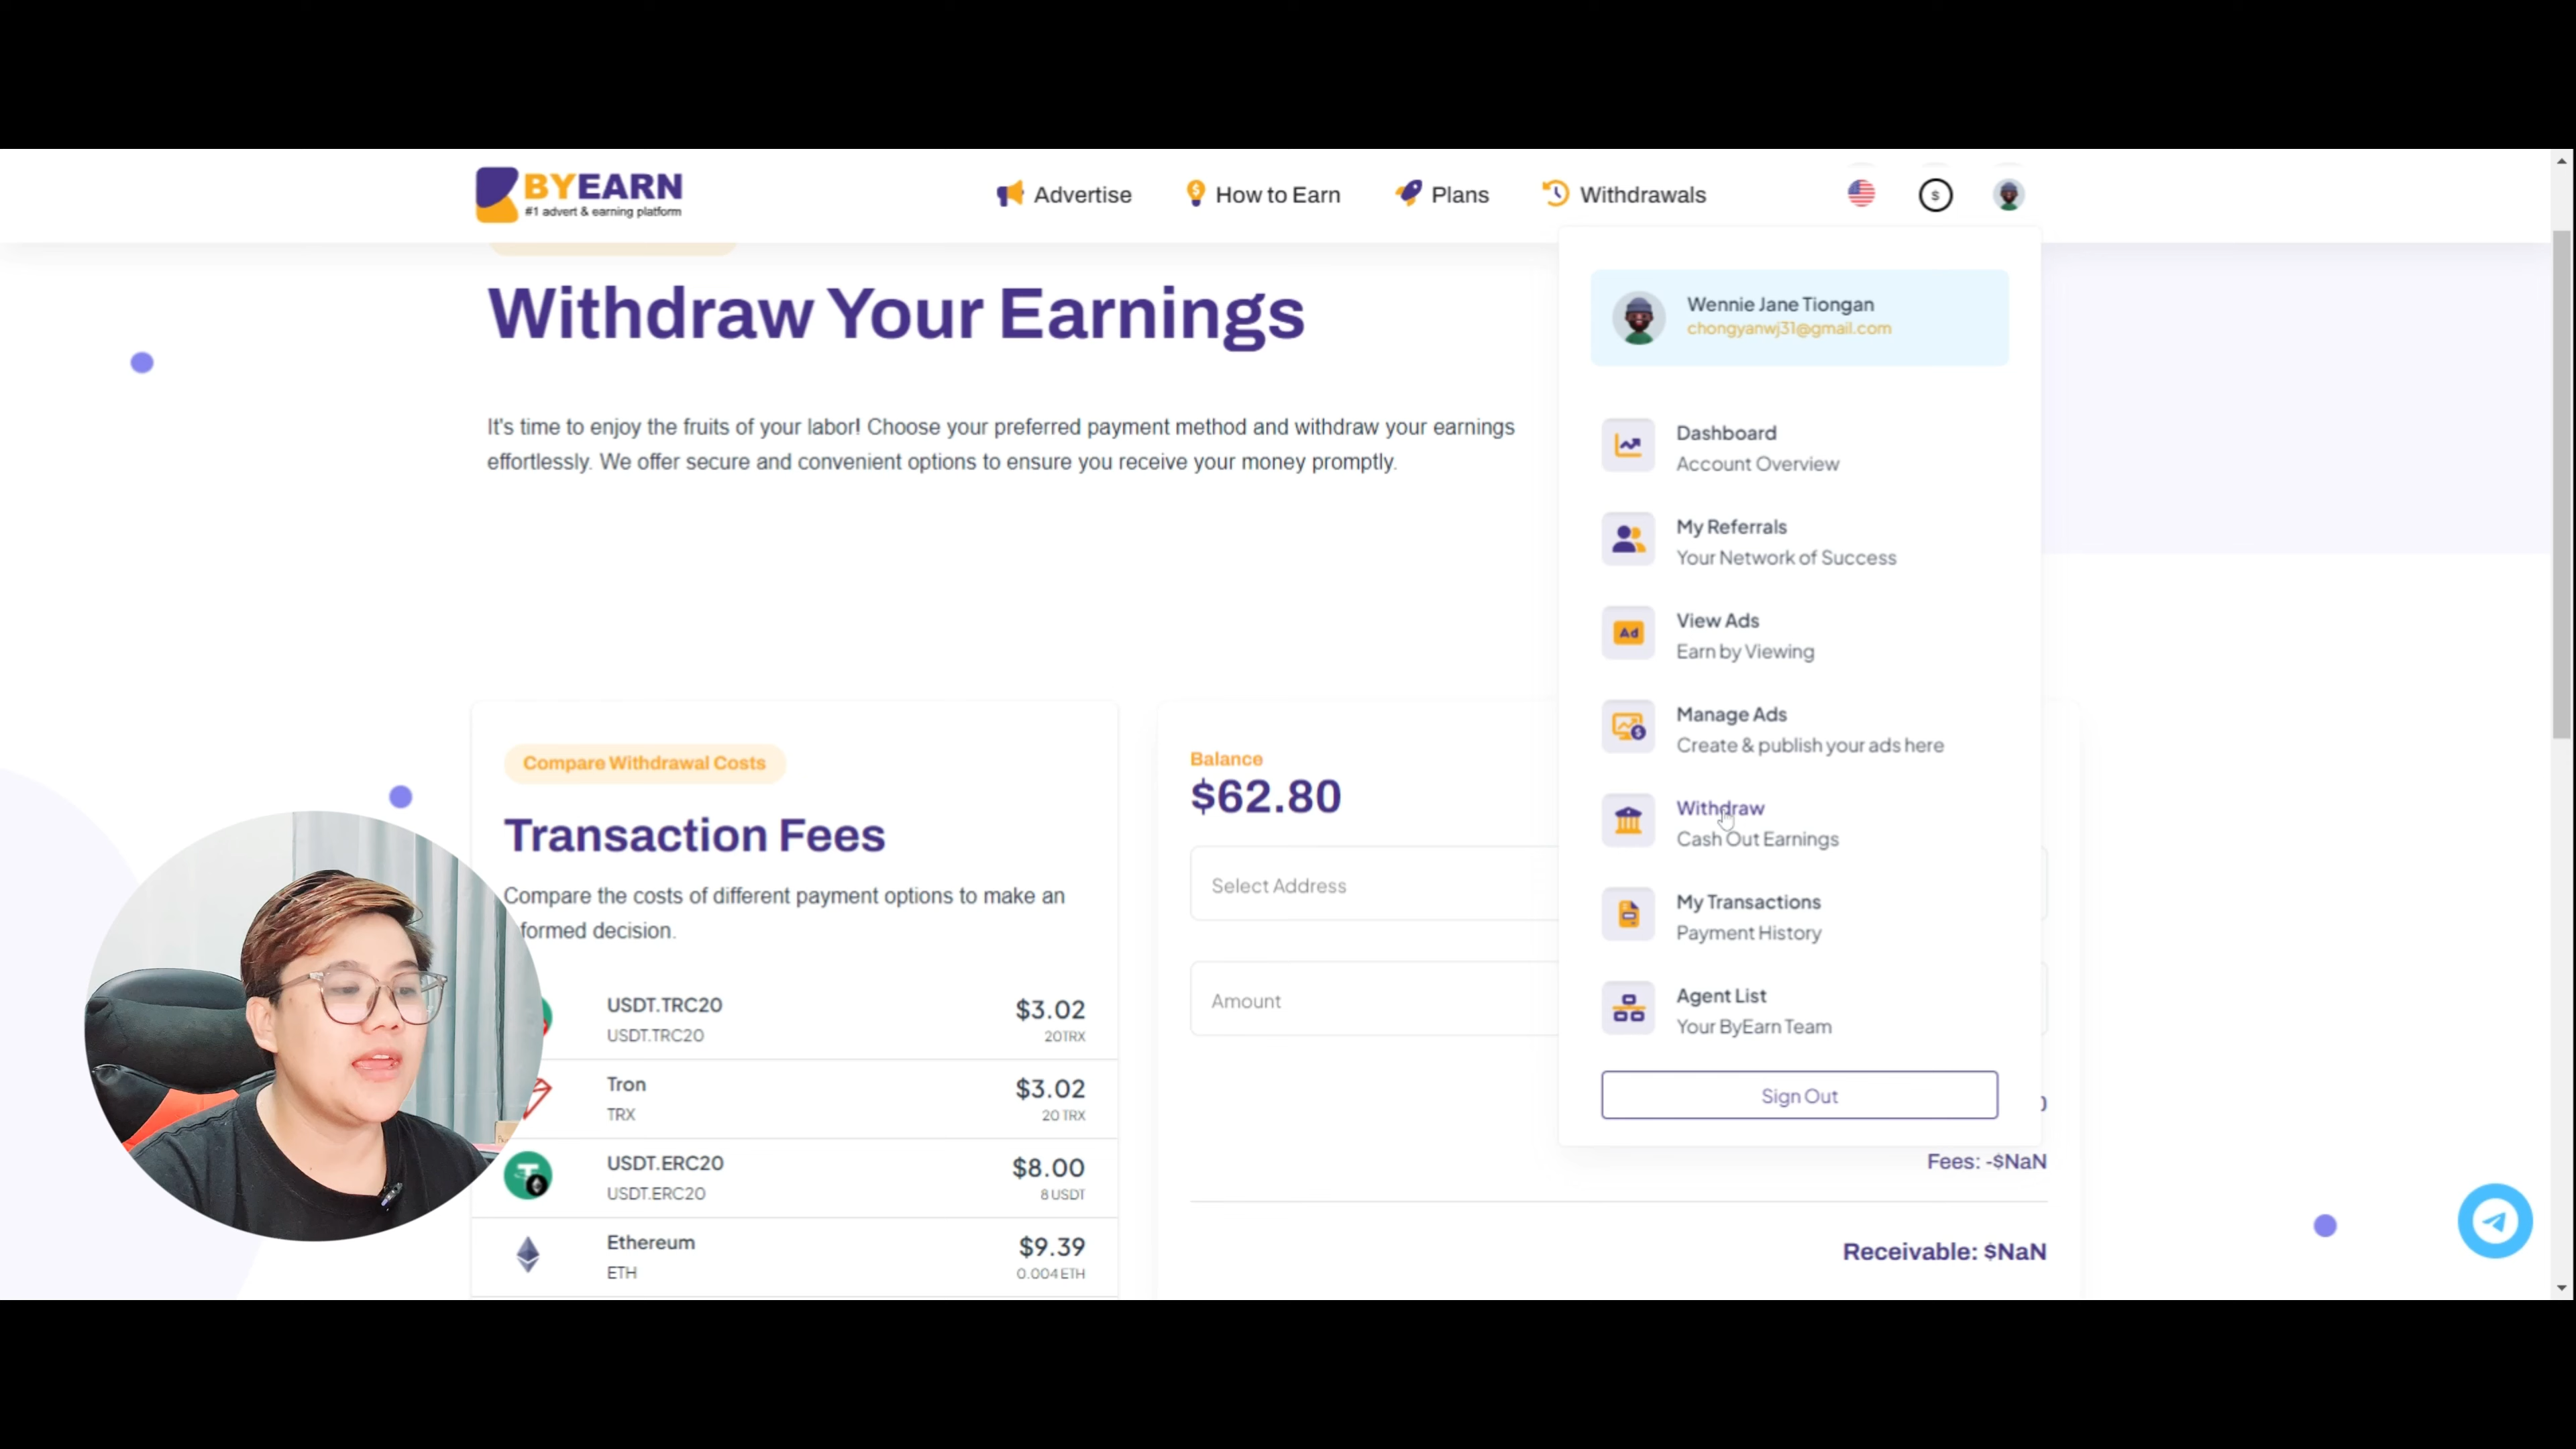 BYEARN
#1 advert & earning platform
Advertise
How to Earn
Plans
Withdrawals
$
Withdraw Your Earnings
It's time to enjoy the fruits of your labor! Choose your preferred payment method and withdraw your earnings
effortlessly. We offer secure and convenient options to ensure you receive your money promptly.
Wennie Jane Tiongan
chongyanwj31@gmail.com
Dashboard
Account Overview
My Referrals
Your Network of Success
Ad
View Ads
Earn by Viewing
Manage Ads
Create & publish your ads here
Withdraw
Cash Out Earnings
My Transactions
Payment History
Agent List
Your ByEarn Team
Sign Out
Compare Withdrawal Costs
Transaction Fees
Compare the costs of different payment options to make an
formed decision.
USDT.TRC20 $3.02
USDT.TRC20 20TRX
Tron $3.02
TRX 20 TRX
USDT.ERC20 $8.00
USDT.ERC20 8 USDT
Ethereum $9.39
ETH 0.004 ETH
Balance
$62.80
Select Address
Amount
Fees: -$NaN
Receivable: $NaN